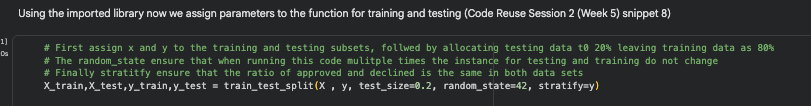 Using the imported library now we assign parameters to the function for training and testing (Code Reuse Session 2 (Week 5) snippet 8)
1]
0s
# First assign x and y to the training and testing subsets, follwed by allocating testing data t0 20% leaving training data as 80%
# The random_state ensure that when running this code mulitple times the instance for testing and training do not change
# Finally stratitfy ensure that the ratio of approved and declined is the same in both data sets
X_train,X_test,y_train,y_test = train_test_split(X , y, test_size=0.2, random_state=42, stratify=y)